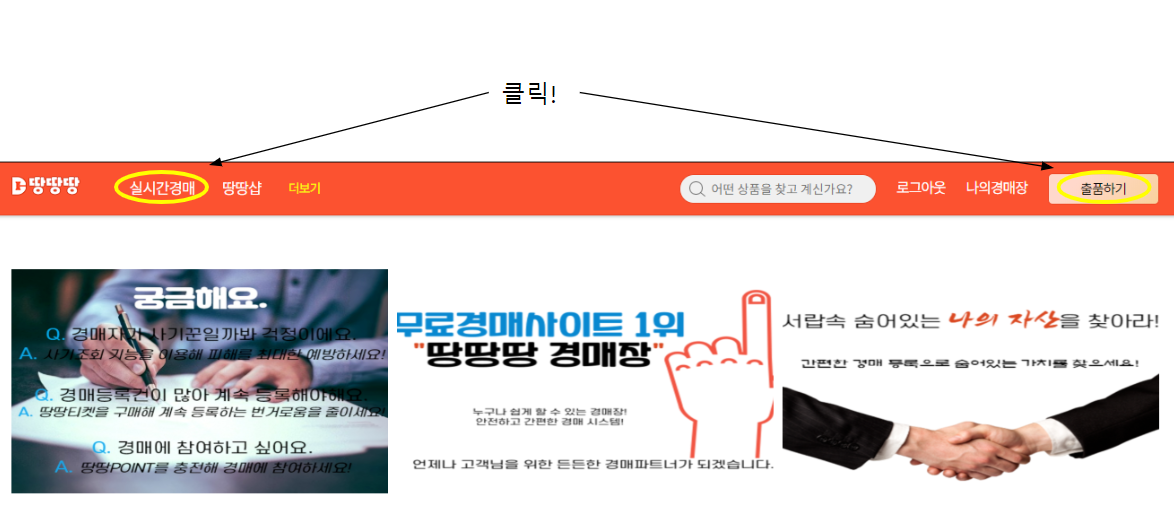 클릭!
땅땅땅 실시간경매 땅땅샵 더보기 어떤 상품을 찾고 계신가요? 로그아웃 나의경매장 출품하기
궁금해요.
Q. 경매자가 사기꾼일까봐 걱정이에요.
A. 사기조회 기능을 이용해 피해를 최대한 예방하세요!
Q. 경매등록건이 많아 계속 등록해야해요.
A. 땅땅티켓을 구매해 계속 등록하는 번거로움을 줄이세요!
Q. 경매에 참여하고 싶어요.
A. 땅땅POINT를 충전해 경매에 참여하세요!
무료경매사이트 1위
"땅땅땅 경매장"
누구나 쉽게 할 수 있는 경매장!
안전하고 간편한 경매 시스템!
언제나 고객님을 위한 든든한 경매파트너가 되겠습니다.
서랍속 숨어있는 나의 자산을 찾아라!
간편한 경매 등록으로 숨어있는 가치를 찾으세요!